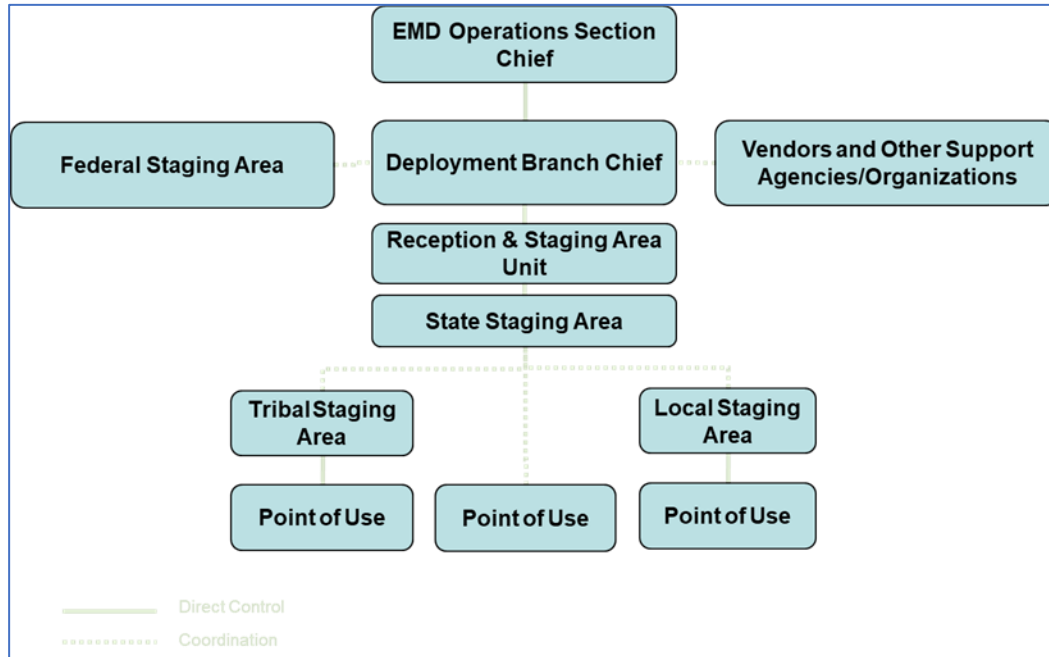 EMD Operations Section
Chief
Federal Staging Area
Deployment Branch Chief
Vendors and Other Support
Agencies/Organizations
Reception & Staging Area
Unit
State Staging Area
Tribal Staging
Area
Local Staging
Area
Point of Use
Point of Use
Point of Use
Direct Control
Coordination